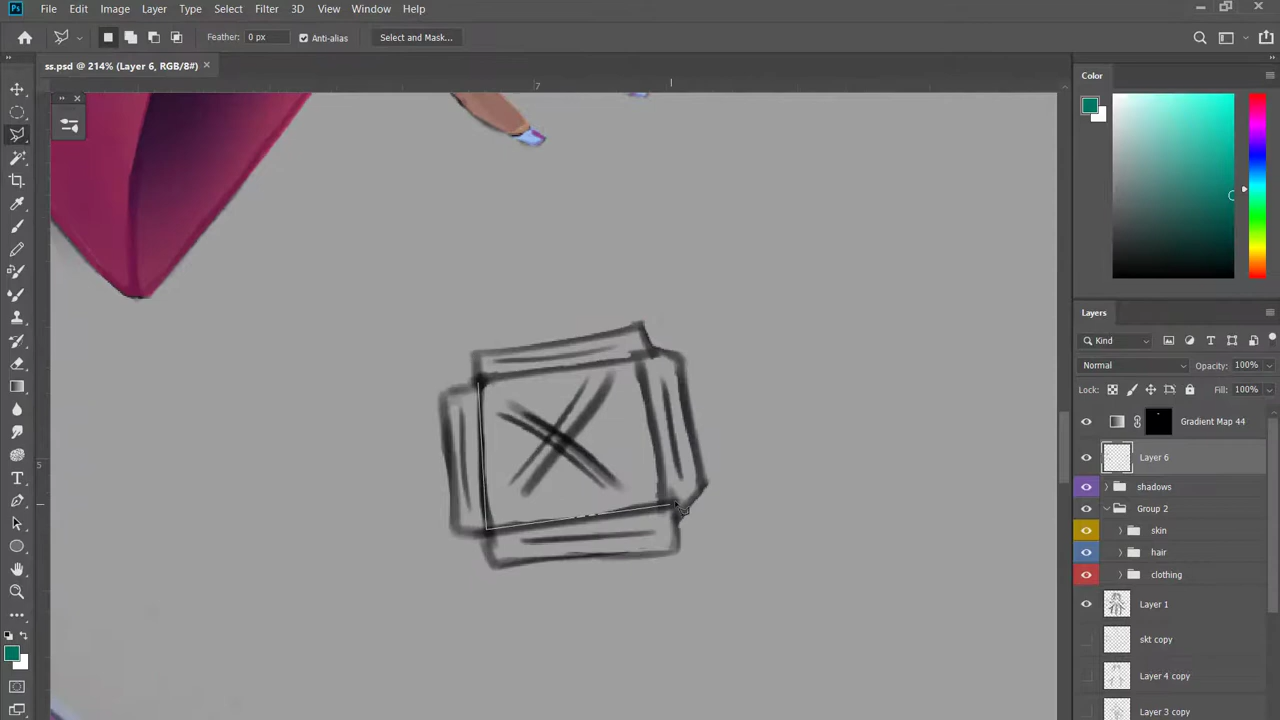 Ps File Edit Image Layer Type Select Filter 3D View Window Help
Feather: 0 px Anti-alias Select and Mask...
ss.psd @ 214% (Layer 6, RGB/8#) ×
Color
7
5
Layers
Kind
Normal Opacity: 100%
Lock: Fill: 100%
Gradient Map 44
Layer 6
shadows
Group 2
skin
hair
clothing
Layer 1
skt copy
Layer 4 copy
Layer 3 copy